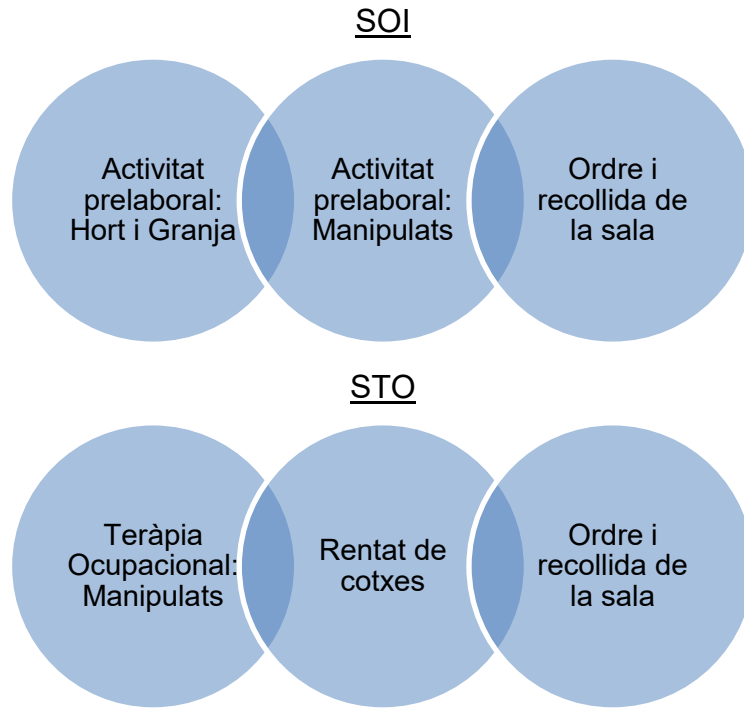 SOI
Activitat
prelaboral:
Hort i Granja
Activitat
prelaboral:
Manipulats
Ordre i
recollida de
la sala
STO
Teràpia
Ocupacional:
Manipulats
Rentat de
cotxes
Ordre i
recollida de
la sala